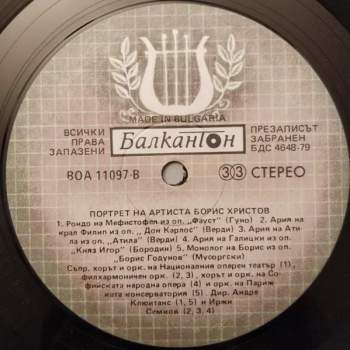 MADE IN BULGARIA
ВСИЧКИ ПРАВА ЗАПАЗЕНИ
Балкантон
ПРЕЗАПИСЪТ ЗАБРАНЕН БДС 4648-79
ВОА 11097-В
33 СТЕРЕО
ПОРТРЕТ НА АРТИСТА БОРИС ХРИСТОВ
1. Рондо на Мефистофел из оп. „Фауст" (Гуно) 2. Ария на
крал Филип из оп. „Дон Карлос" (Верди) 3. Ария на Ати-
ла из оп. „Атила" (Верди) 4. Ария на Галицки из оп.
„Княз Игор" (Бородин) 5. Монолог на Борис из оп.
„Борис Годунов" (Мусоргски)
Съпр. хорът и орк. на Националния оперен театър (1),
филхармоничен орк. (2, 3), хорът и орк. на Со-
фийската народна опера (4) и орк. на Париж-
ката консерватория (5) Дир. Андре
Клюитанс (1, 5) и Иржи
Семков (2, 3, 4)